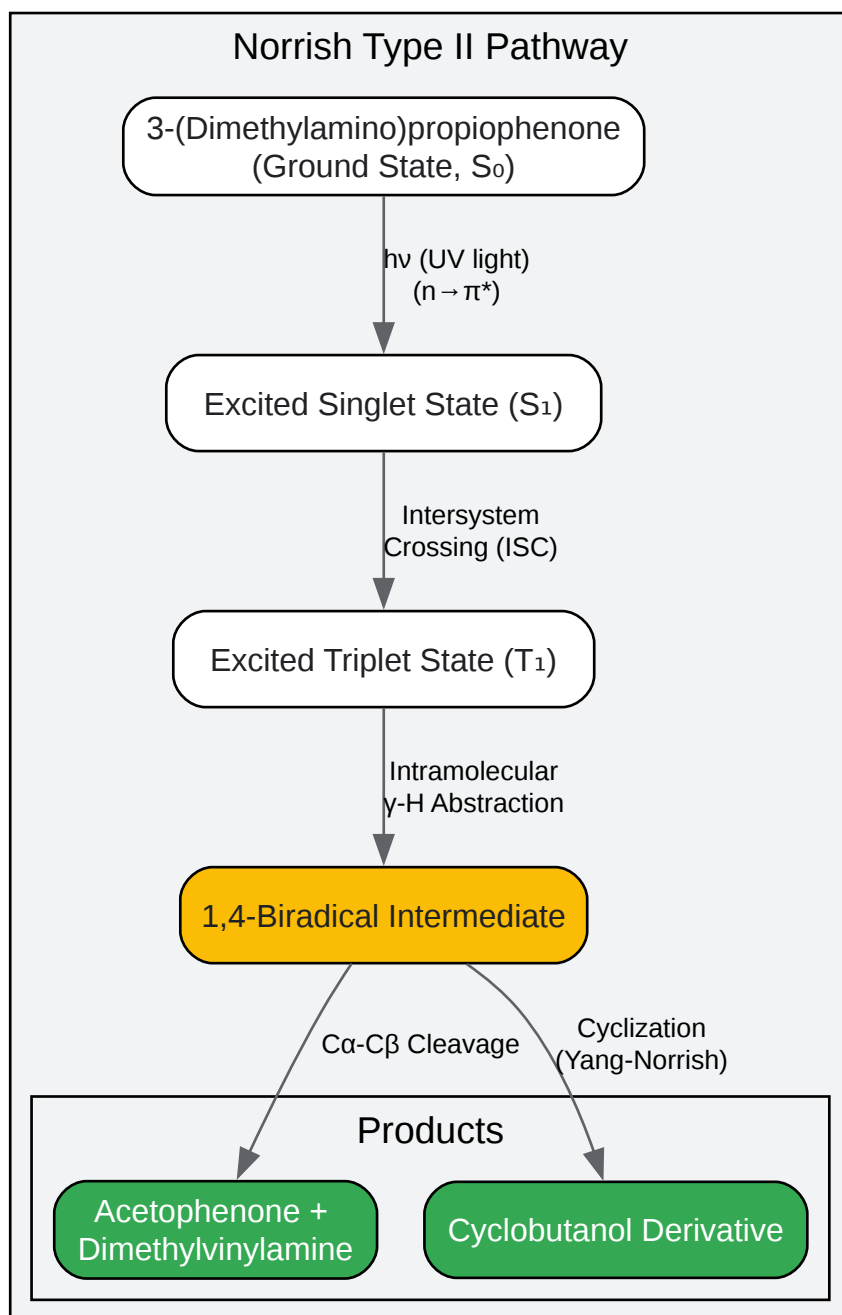 Norrish Type II Pathway
3-(Dimethylamino)propiophenone
(Ground State, S₀)
hν (UV light)
(n→π*)
Excited Singlet State (S₁)
Intersystem
Crossing (ISC)
Excited Triplet State (T₁)
Intramolecular
γ-H Abstraction
1,4-Biradical Intermediate
Cα-Cβ Cleavage
Cyclization
(Yang-Norrish)
Products
Acetophenone +
Dimethylvinylamine
Cyclobutanol Derivative